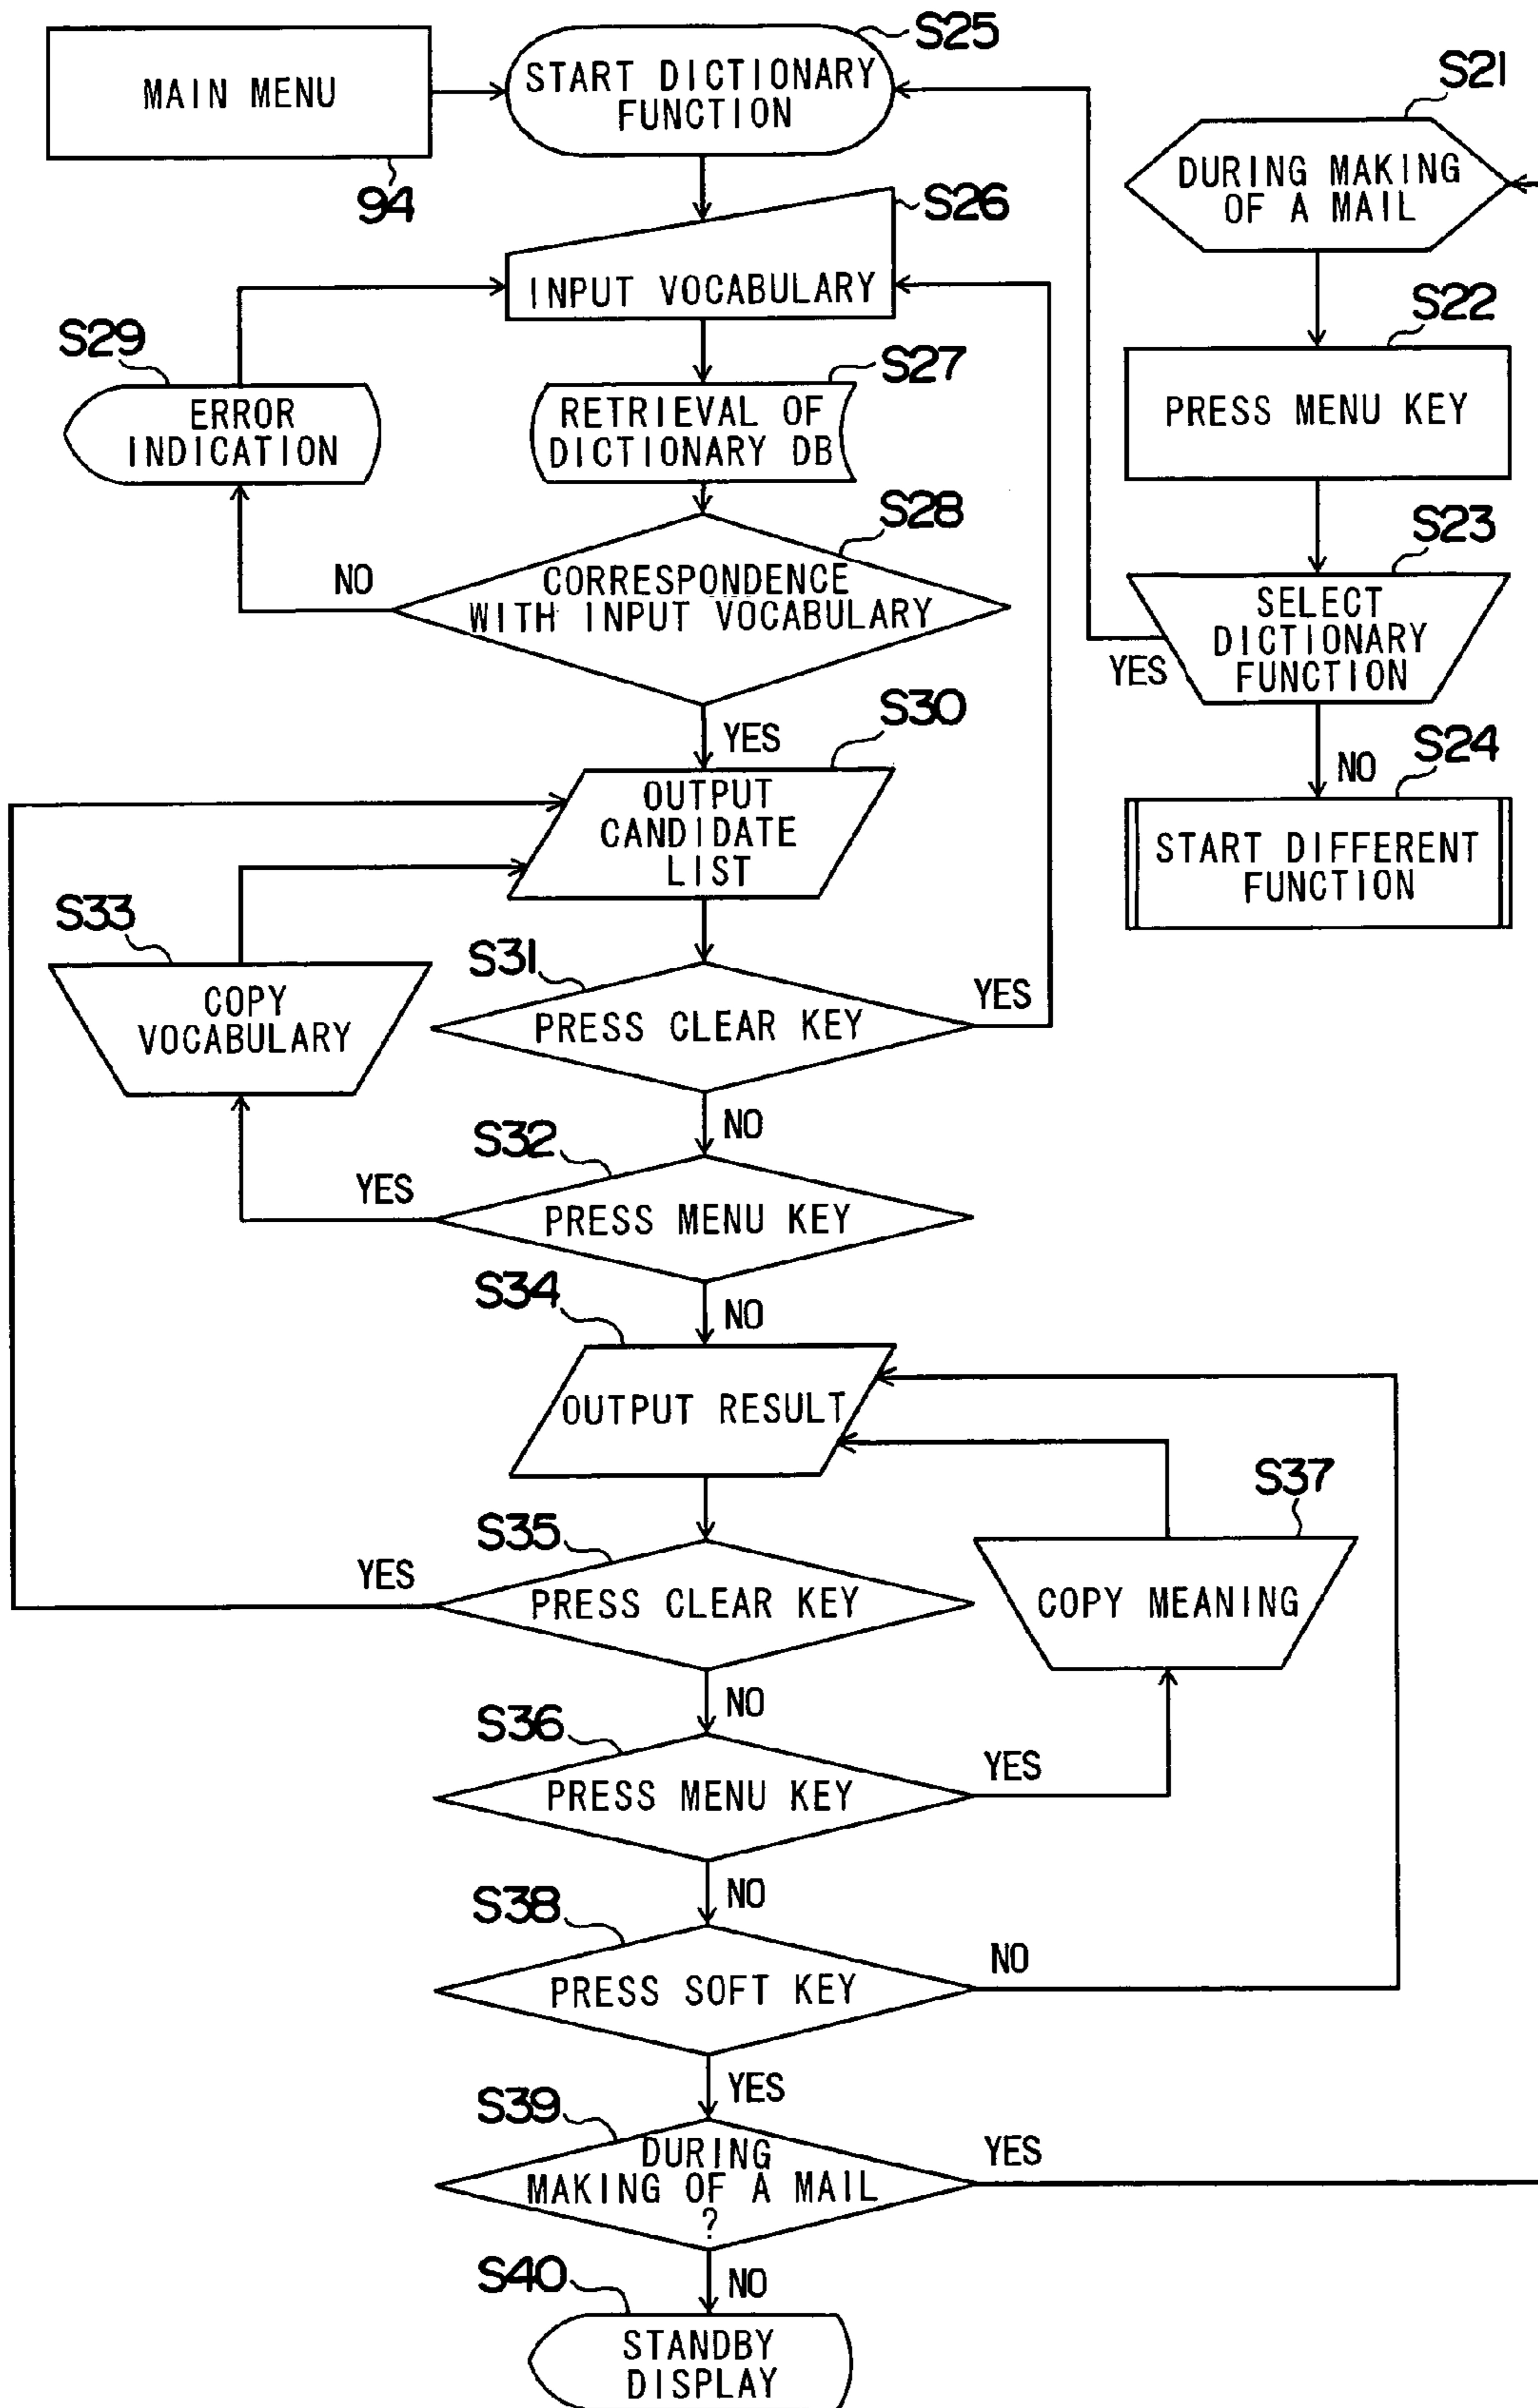 S25
MAIN MENU
START DICTIONARY
FUNCTION
94
S21
DURING MAKING
OF A MAIL
S26
INPUT VOCABULARY
S22
PRESS MENU KEY
S29
ERROR
INDICATION
S27
RETRIEVAL OF
DICTIONARY DB
S28
NO
CORRESPONDENCE
WITH INPUT VOCABULARY
YES
S23
SELECT
DICTIONARY
FUNCTION
YES
NO
S24
START DIFFERENT
FUNCTION
S30
OUTPUT
CANDIDATE
LIST
S33
COPY
VOCABULARY
S31
PRESS CLEAR KEY
YES
NO
S32
YES
PRESS MENU KEY
NO
S34
OUTPUT RESULT
S37
COPY MEANING
S35
YES
PRESS CLEAR KEY
NO
S36
PRESS MENU KEY
YES
NO
S38
PRESS SOFT KEY
NO
YES
S39
DURING
MAKING OF A MAIL
?
YES
NO
S40
STANDBY
DISPLAY